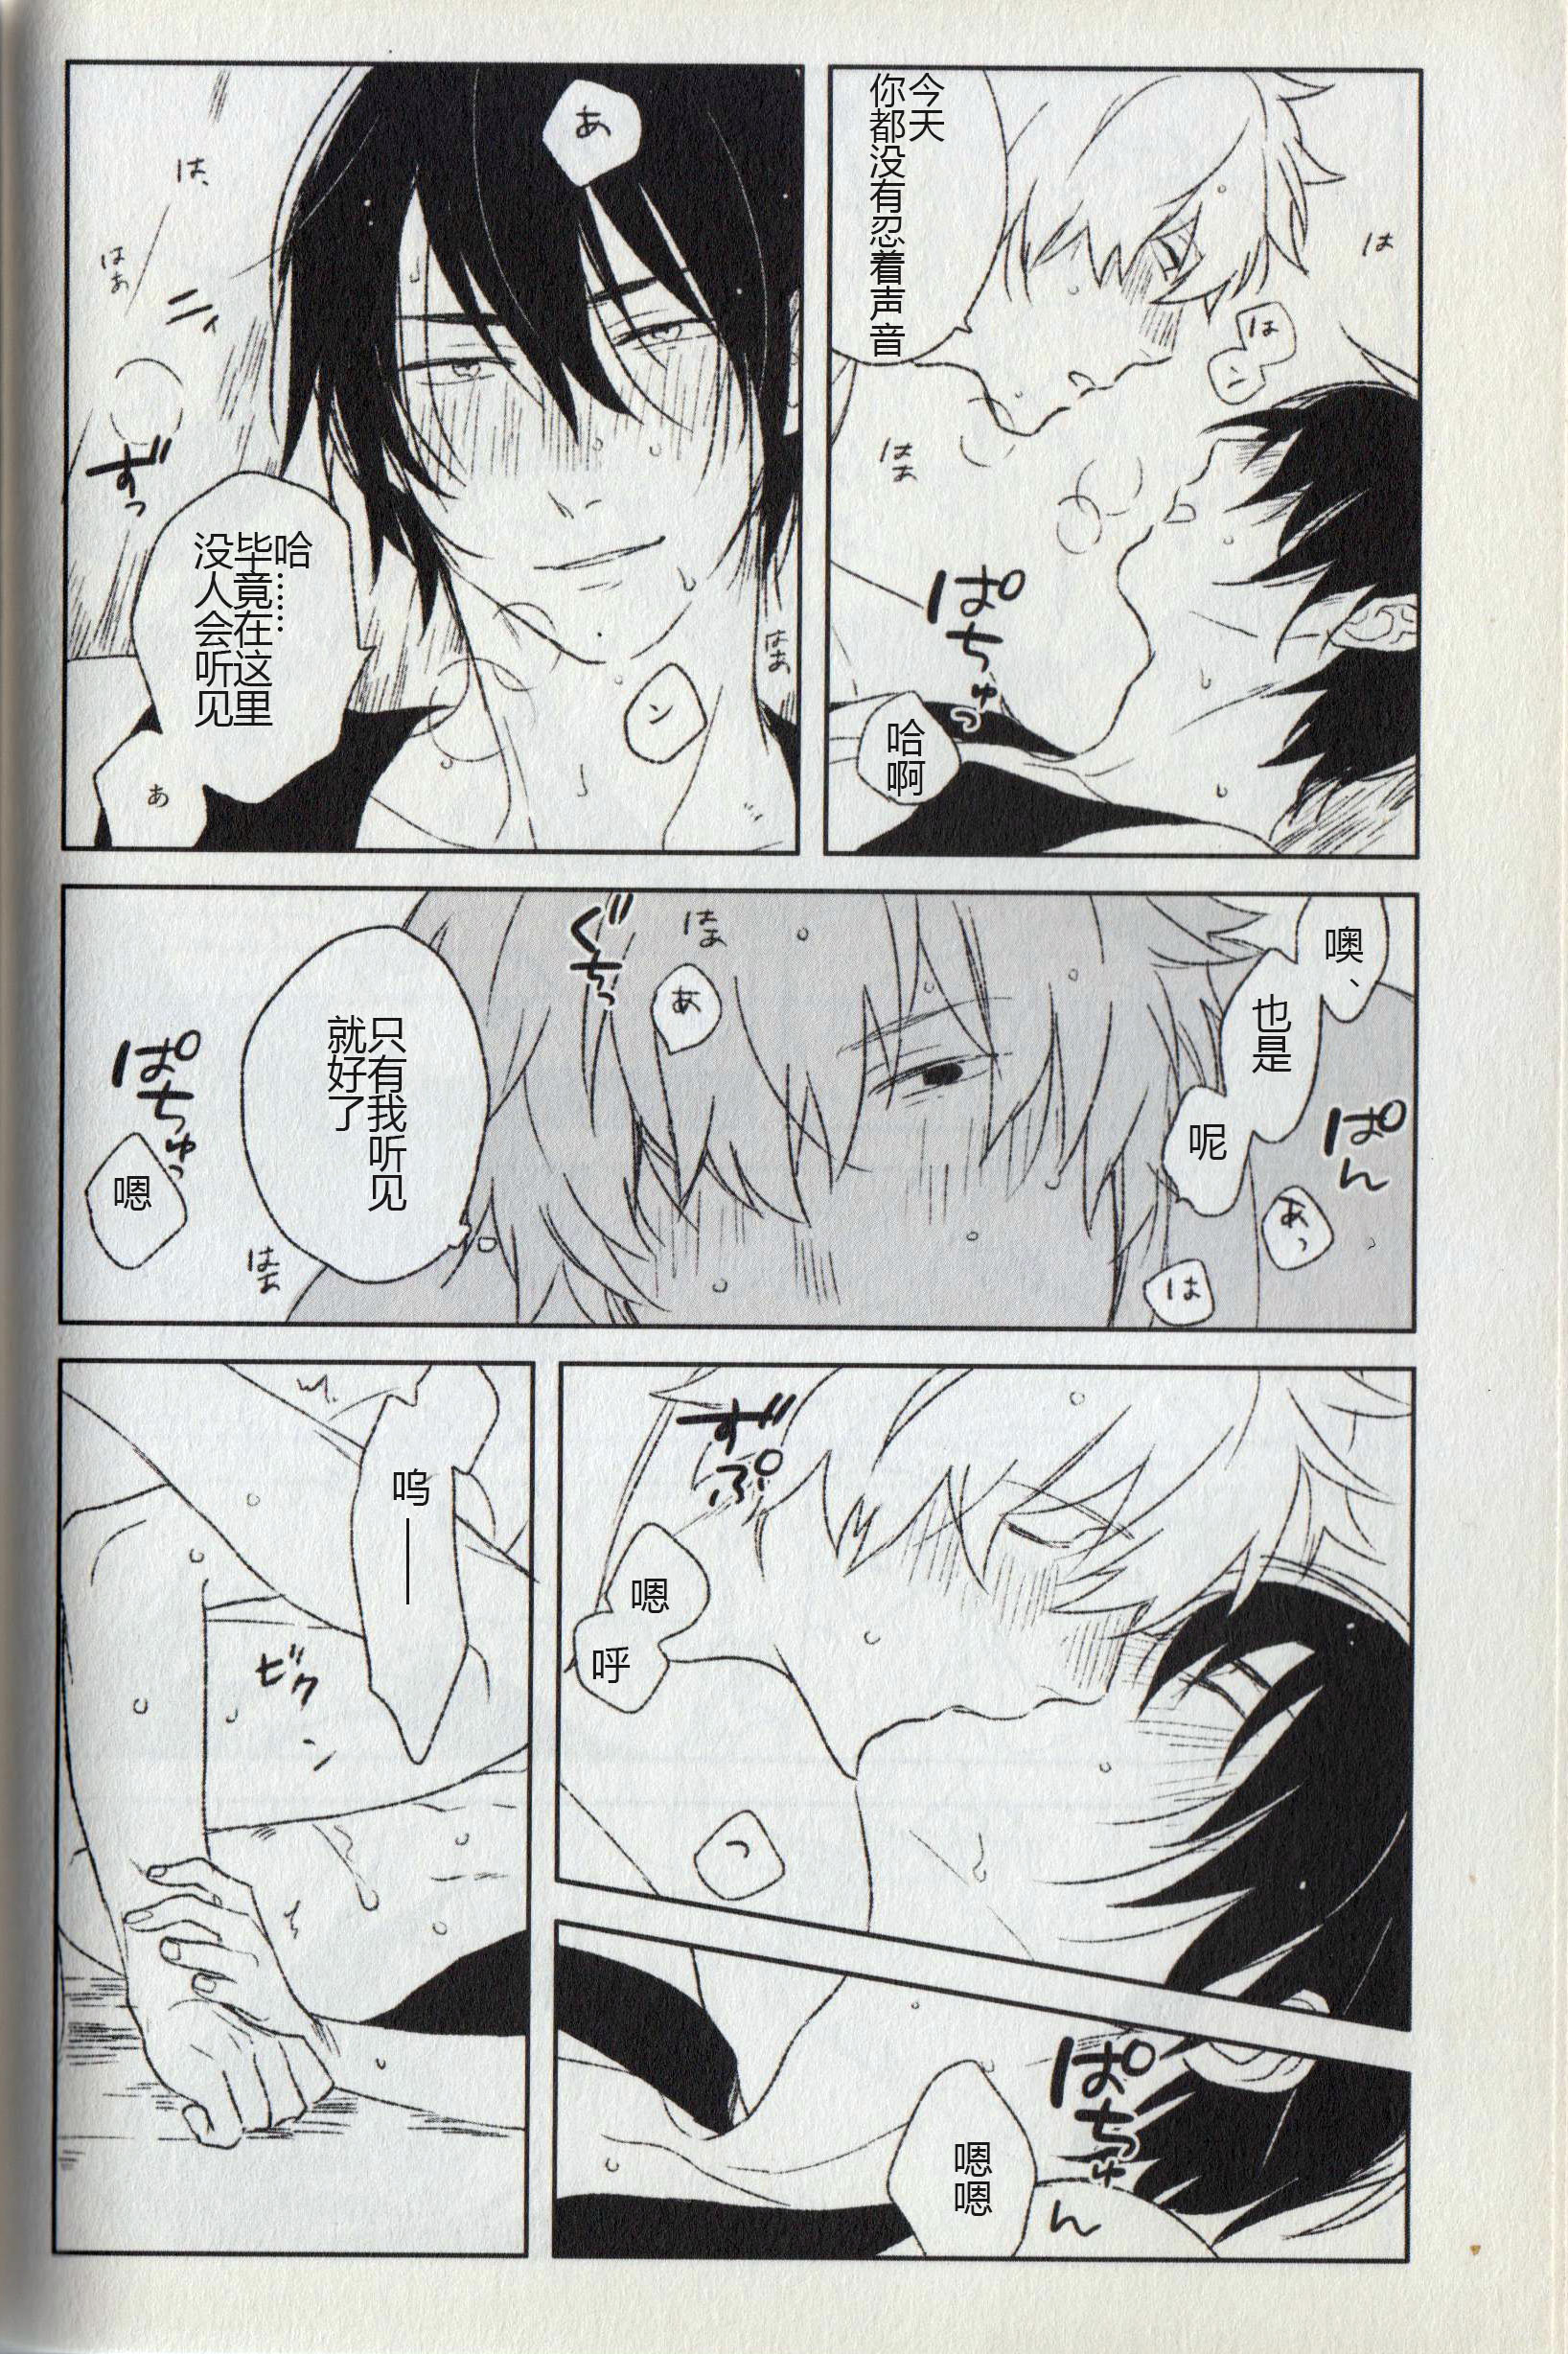 今天
你都没有忍着声音
は
は
ン
はぁ
ぱちゅっ
哈啊
あ
は、
はぁ
ずっ
哈……
毕竟在这里
没人会听见
あ
ン
はぁ
噢、
也是
呢
ぱん
あっ
は
はぁ
ぐちっ
あ
只有我听见
就好了
ぱちゅっ
嗯
はぁ
ずぷ
嗯
呼
っ
ぱちゅ
ん
嗯嗯
呜——
ビクン